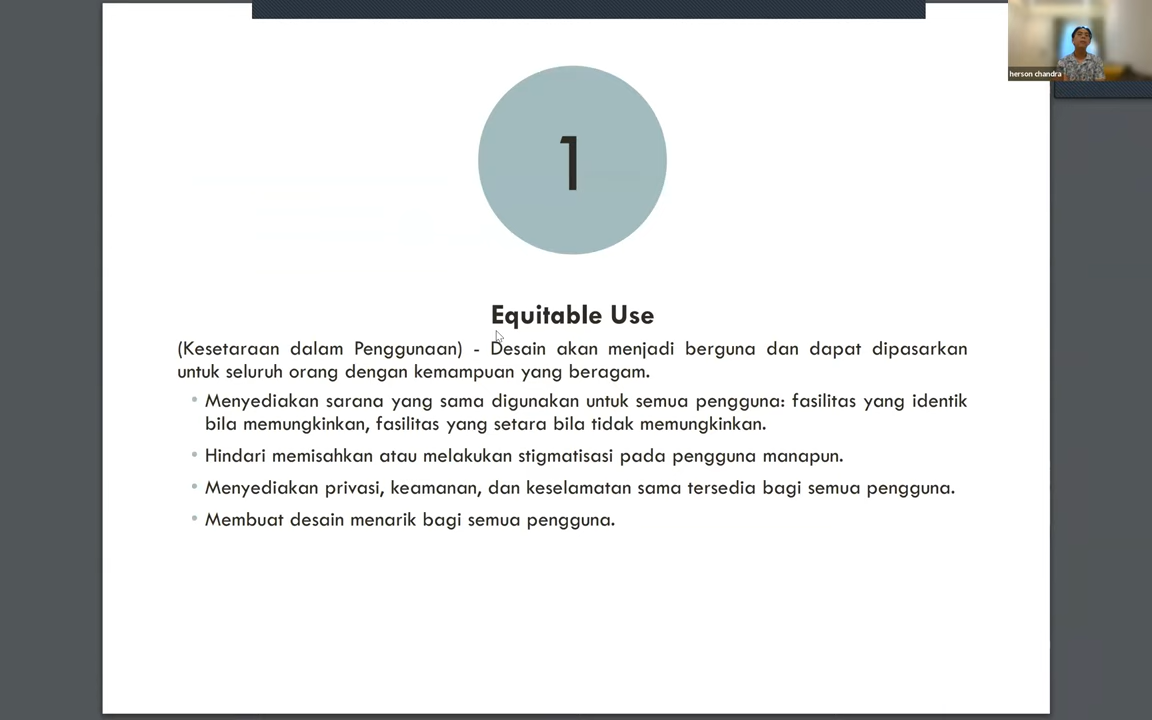 herson chandra
1
Equitable Use
(Kesetaraan dalam Penggunaan) - Desain akan menjadi berguna dan dapat dipasarkan
untuk seluruh orang dengan kemampuan yang beragam.
• Menyediakan sarana yang sama digunakan untuk semua pengguna: fasilitas yang identik
bila memungkinkan, fasilitas yang setara bila tidak memungkinkan.
• Hindari memisahkan atau melakukan stigmatisasi pada pengguna manapun.
• Menyediakan privasi, keamanan, dan keselamatan sama tersedia bagi semua pengguna.
• Membuat desain menarik bagi semua pengguna.